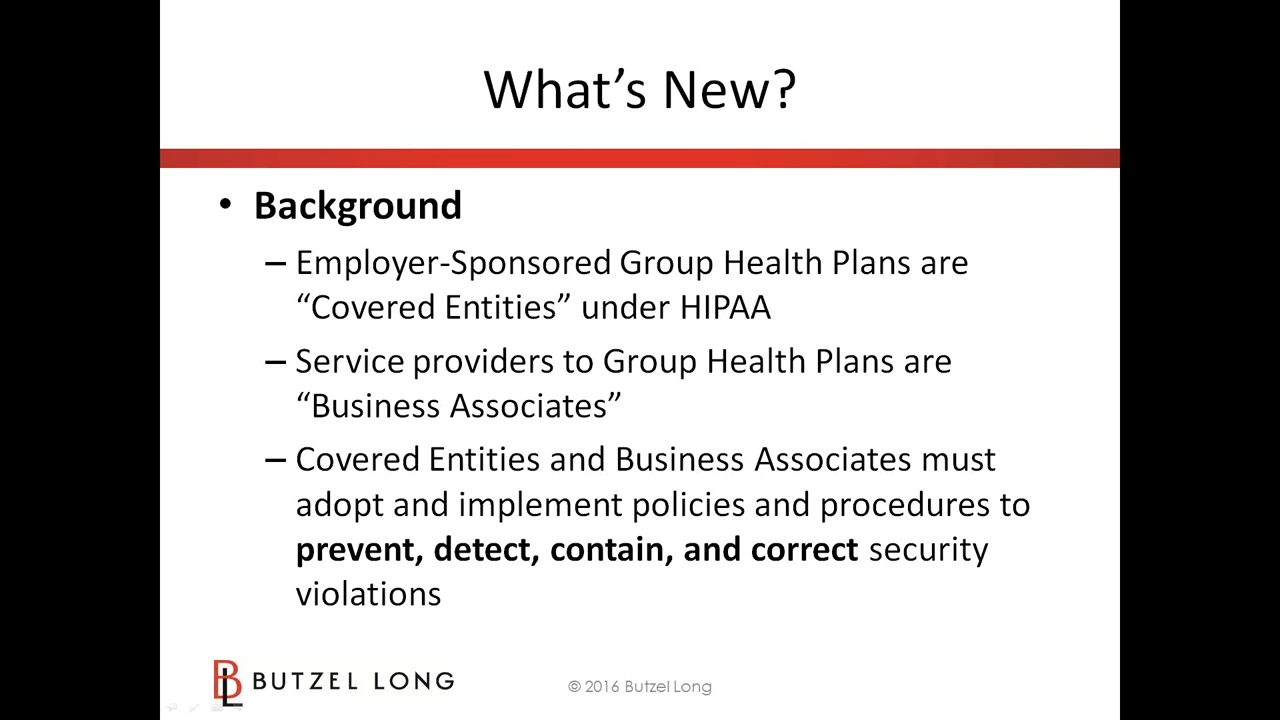 What’s New?
• Background
– Employer-Sponsored Group Health Plans are
“Covered Entities” under HIPAA
– Service providers to Group Health Plans are
“Business Associates”
– Covered Entities and Business Associates must
adopt and implement policies and procedures to
prevent, detect, contain, and correct security
violations
BL BUTZEL LONG
© 2016 Butzel Long